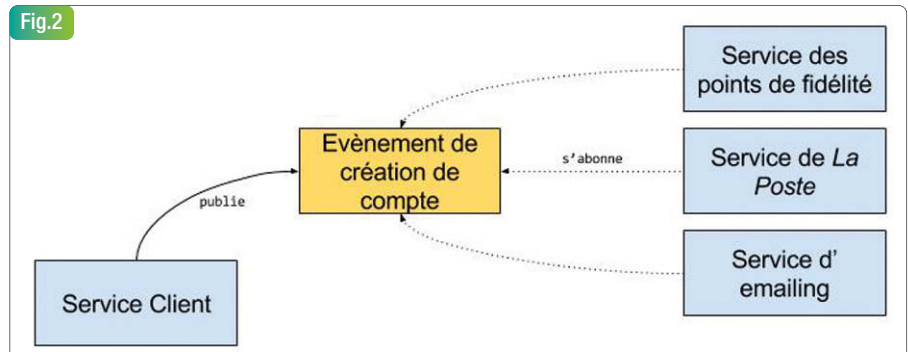 Fig.2
Service des
points de fidélité
Evènement de
création de
compte
s'abonne
Service de La
Poste
publie
Service d'
emailing
Service Client